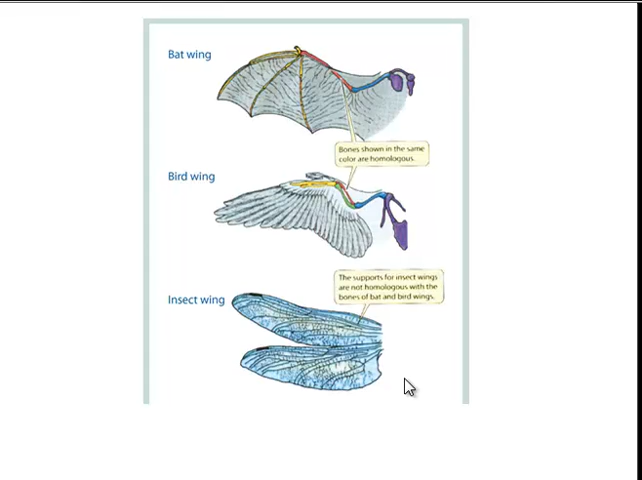 Bat wing
Bones shown in the same
color are homologous.
Bird wing
The supports for insect wings
are not homologous with the
bones of bat and bird wings.
Insect wing